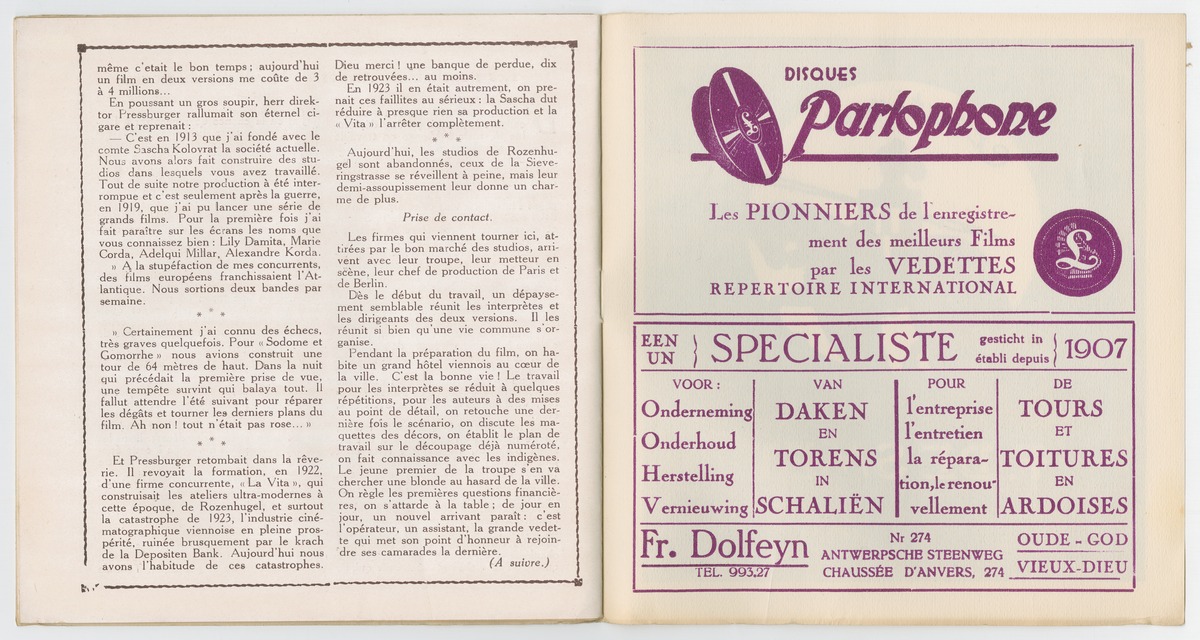 même c'etait le bon temps ; aujourd'hui
un film en deux versions me coûte de 3
à 4 millions...
En poussant un gros soupir, herr direk-
tor Pressburger rallumait son éternel ci-
gare et reprenait :
— C'est en 1913 que j'ai fondé avec le
comte Sascha Kolovrat la société actuelle.
Nous avons alors fait construire des stu-
dios dans lesquels vous avez travaillé.
Tout de suite notre production à été inter-
rompue et c'est seulement après la guerre,
en 1919, que j'ai pu lancer une série de
grands films. Pour la première fois j'ai
fait paraître sur les écrans les noms que
vous connaissez bien : Lily Damita, Marie
Corda, Adelqui Millar, Alexandre Korda.
» A la stupéfaction de mes concurrents,
des films européens franchissaient l'At-
lantique. Nous sortions deux bandes par
semaine.
* * *
» Certainement j'ai connu des échecs,
très graves quelquefois. Pour « Sodome et
Gomorrhe » nous avions construit une
tour de 64 mètres de haut. Dans la nuit
qui précédait la première prise de vue,
une tempête survint qui balaya tout. Il
fallut attendre l'été suivant pour réparer
les dégâts et tourner les derniers plans du
film. Ah non ! tout n'était pas rose... »
* * *
Et Pressburger retombait dans la rêve-
rie. Il revoyait la formation, en 1922,
d'une firme concurrente, « La Vita », qui
construisait les ateliers ultra-modernes à
cette époque, de Rozenhugel, et surtout
la catastrophe de 1923, l'industrie ciné-
matographique viennoise en pleine pros-
périté, ruinée brusquement par le krach
de la Depositen Bank. Aujourd'hui nous
avons l'habitude de ces catastrophes.
Dieu merci ! une banque de perdue, dix
de retrouvées... au moins.
En 1923 il en était autrement, on pre-
nait ces faillites au sérieux : la Sascha dut
réduire à presque rien sa production et la
« Vita » l'arrêter complètement.
* * *
Aujourd'hui, les studios de Rozenhu-
gel sont abandonnés, ceux de la Sieve-
ringstrasse se réveillent à peine, mais leur
demi-assoupissement leur donne un char-
me de plus.
Prise de contact.
Les firmes qui viennent tourner ici, at-
tirées par le bon marché des studios, arri-
vent avec leur troupe, leur metteur en
scène, leur chef de production de Paris et
de Berlin.
Dès le début du travail, un dépayse-
ment semblable réunit les interprètes et
les dirigeants des deux versions. Il les
réunit si bien qu'une vie commune s'or-
ganise.
Pendant la préparation du film, on ha-
bite un grand hôtel viennois au cœur de
la ville. C'est la bonne vie ! Le travail
pour les interprètes se réduit à quelques
répétitions, pour les auteurs à des mises
au point de détail, on retouche une der-
nière fois le scénario, on discute les ma-
quettes des décors, on établit le plan de
travail sur le découpage déjà numéroté,
on fait connaissance avec les indigènes.
Le jeune premier de la troupe s'en va
chercher une blonde au hasard de la ville.
On règle les premières questions financiè-
res, on s'attarde à la table ; de jour en
jour, un nouvel arrivant paraît : c'est
l'opérateur, un assistant, la grande vedet-
te qui met son point d'honneur à rejoin-
dre ses camarades la dernière.
(A suivre.)
DISQUES
Parlophone
Les PIONNIERS de l'enregistre-
ment des meilleurs Films
par les VEDETTES
REPERTOIRE INTERNATIONAL
£
EEN
UN
SPECIALISTE
gesticht in
établi depuis
1907
VOOR :
Onderneming
Onderhoud
Herstelling
Vernieuwing
VAN
DAKEN
EN
TORENS
IN
SCHALIËN
POUR
l'entreprise
l'entretien
la répara-
tion, le renou-
vellement
DE
TOURS
ET
TOITURES
EN
ARDOISES
Fr. Dolfeyn
TEL. 993.27
Nr 274
ANTWERPSCHE STEENWEG
CHAUSSÉE D'ANVERS, 274
OUDE-GOD
VIEUX-DIEU